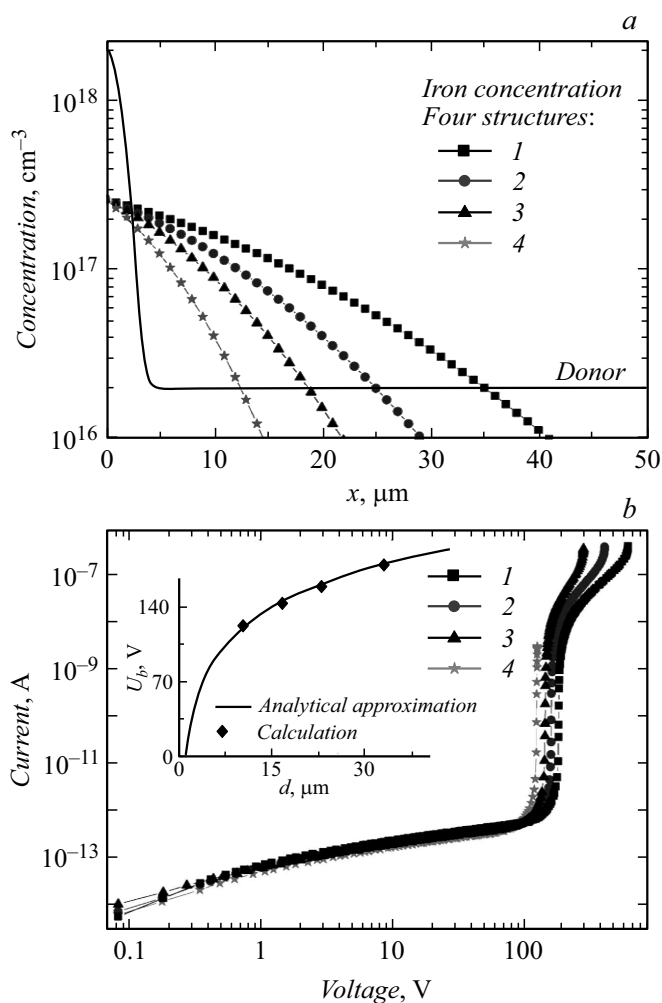 a
Iron concentration
Four structures:
1
2
3
4
Donor
10^18
10^17
10^16
Concentration, cm^−3
0 10 20 30 40 50
x, μm
b
1
2
3
4
Analytical approximation
Calculation
140
70
0
U_b, V
0 15 30
d, μm
10^−7
10^−9
10^−11
10^−13
Current, A
0.1 1 10 100
Voltage, V